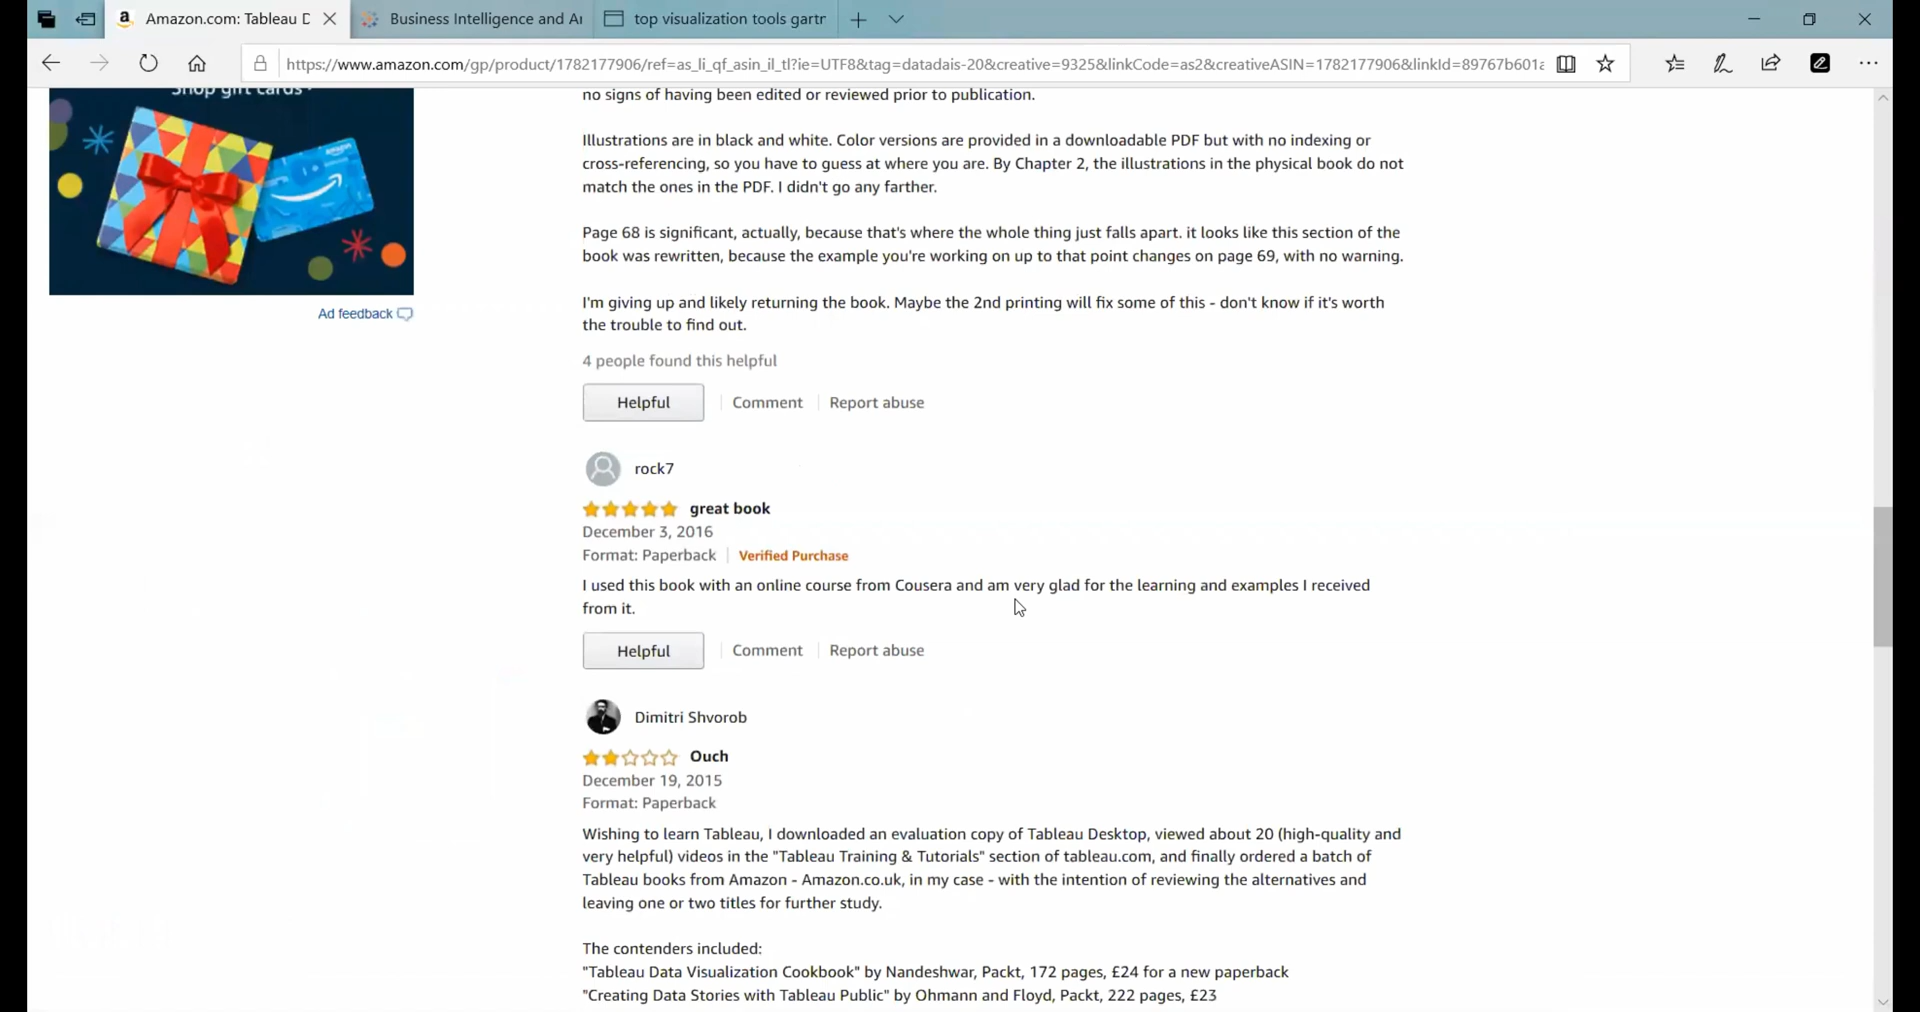 Amazon.com: Tableau D
Business Intelligence and Ar
top visualization tools gartr
https://www.amazon.com/gp/product/1782177906/ref=as_li_qf_asin_il_tl?ie=UTF8&tag=datadais-20&creative=9325&linkCode=as2&creativeASIN=1782177906&linkId=89767b601a
Shop gift cards ›
amazon
Ad feedback
no signs of having been edited or reviewed prior to publication.
Illustrations are in black and white. Color versions are provided in a downloadable PDF but with no indexing or
cross-referencing, so you have to guess at where you are. By Chapter 2, the illustrations in the physical book do not
match the ones in the PDF. I didn't go any farther.
Page 68 is significant, actually, because that's where the whole thing just falls apart. it looks like this section of the
book was rewritten, because the example you're working on up to that point changes on page 69, with no warning.
I'm giving up and likely returning the book. Maybe the 2nd printing will fix some of this - don't know if it's worth
the trouble to find out.
4 people found this helpful
Helpful Comment Report abuse
rock7
great book
December 3, 2016
Format: Paperback Verified Purchase
I used this book with an online course from Cousera and am very glad for the learning and examples I received
from it.
Helpful Comment Report abuse
Dimitri Shvorob
Ouch
December 19, 2015
Format: Paperback
Wishing to learn Tableau, I downloaded an evaluation copy of Tableau Desktop, viewed about 20 (high-quality and
very helpful) videos in the "Tableau Training & Tutorials" section of tableau.com, and finally ordered a batch of
Tableau books from Amazon - Amazon.co.uk, in my case - with the intention of reviewing the alternatives and
leaving one or two titles for further study.
The contenders included:
"Tableau Data Visualization Cookbook" by Nandeshwar, Packt, 172 pages, £24 for a new paperback
"Creating Data Stories with Tableau Public" by Ohmann and Floyd, Packt, 222 pages, £23